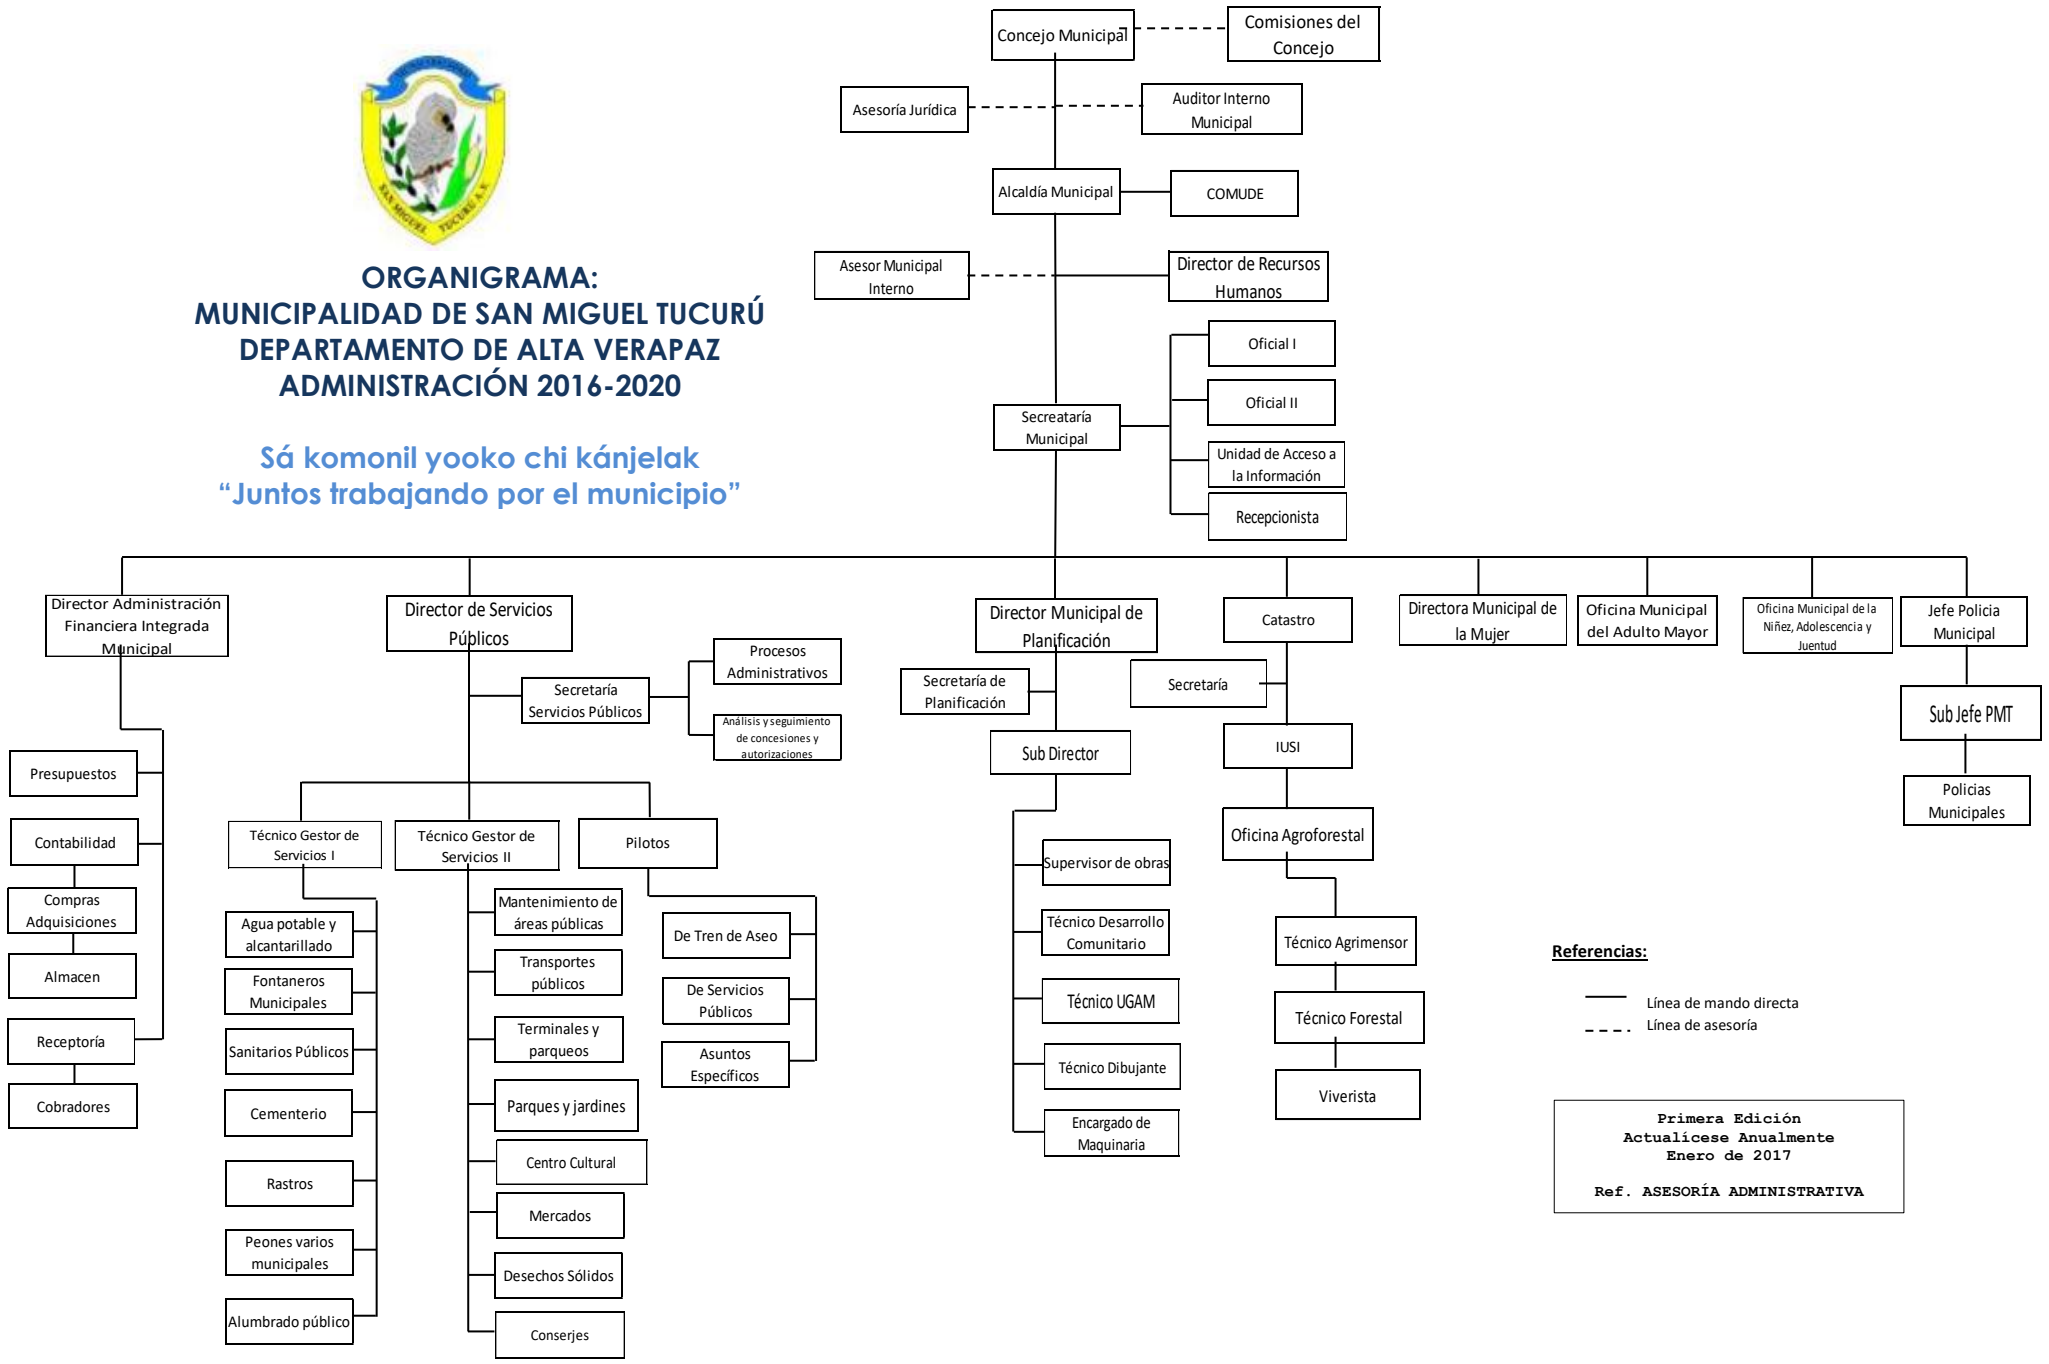 Concejo Municipal
Comisiones del
Concejo
Asesoría Jurídica
Auditor Interno
Municipal
Alcaldía Municipal
COMUDE
SAN MIGUEL TUCURÚ A.V.
ORGANIGRAMA:
MUNICIPALIDAD DE SAN MIGUEL TUCURÚ
DEPARTAMENTO DE ALTA VERAPAZ
ADMINISTRACIÓN 2016-2020
Sá komonil yooko chi kánjelak
“Juntos trabajando por el municipio”
Asesor Municipal
Interno
Director de Recursos
Humanos
Oficial I
Oficial II
Secreataría
Municipal
Unidad de Acceso a
la Información
Recepcionista
Director Administración
Financiera Integrada
Municipal
Director de Servicios
Públicos
Director Municipal de
Planificación
Catastro
Directora Municipal de
la Mujer
Oficina Municipal
del Adulto Mayor
Oficina Municipal de la
Niñez, Adolescencia y
Juentud
Jefe Policia
Municipal
Presupuestos
Contabilidad
Compras
Adquisiciones
Almacen
Receptoría
Cobradores
Secretaría
Servicios Públicos
Procesos
Administrativos
Análisis y seguimiento
de concesiones y
autorizaciones
Técnico Gestor de
Servicios I
Técnico Gestor de
Servicios II
Pilotos
Agua potable y
alcantarillado
Fontaneros
Municipales
Sanitarios Públicos
Cementerio
Rastros
Peones varios
municipales
Alumbrado público
Mantenimiento de
áreas públicas
Transportes
públicos
Terminales y
parqueos
Parques y jardines
Centro Cultural
Mercados
Desechos Sólidos
Conserjes
De Tren de Aseo
De Servicios
Públicos
Asuntos
Específicos
Secretaría de
Planificación
Sub Director
Supervisor de obras
Técnico Desarrollo
Comunitario
Técnico UGAM
Técnico Dibujante
Encargado de
Maquinaria
Secretaría
IUSI
Oficina Agroforestal
Técnico Agrimensor
Técnico Forestal
Viverista
Sub Jefe PMT
Policias
Municipales
Referencias:
Línea de mando directa
Línea de asesoría
Primera Edición
Actualícese Anualmente
Enero de 2017
Ref. ASESORÍA ADMINISTRATIVA